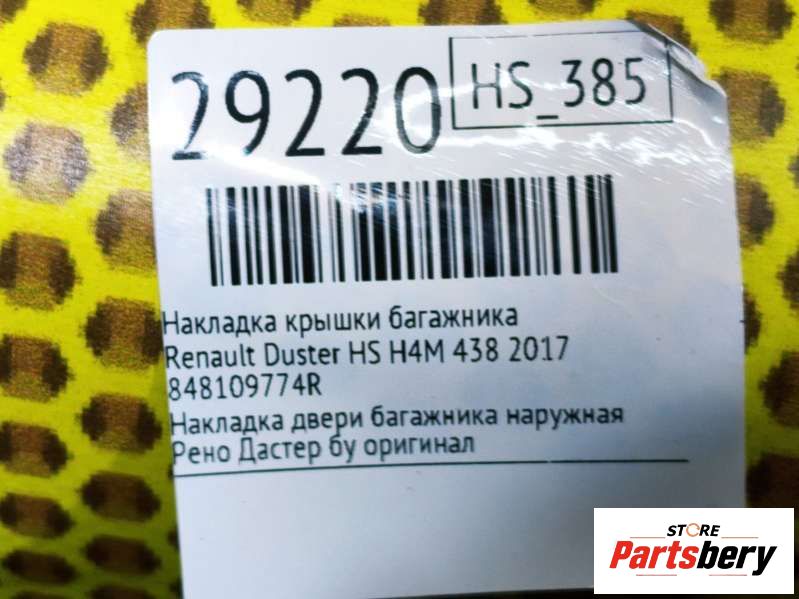 29220
HS_385
Накладка крышки багажника
Renault Duster HS H4M 438 2017
848109774R
Накладка двери багажника наружная
Рено Дастер бу оригинал
STORE
Partsbery